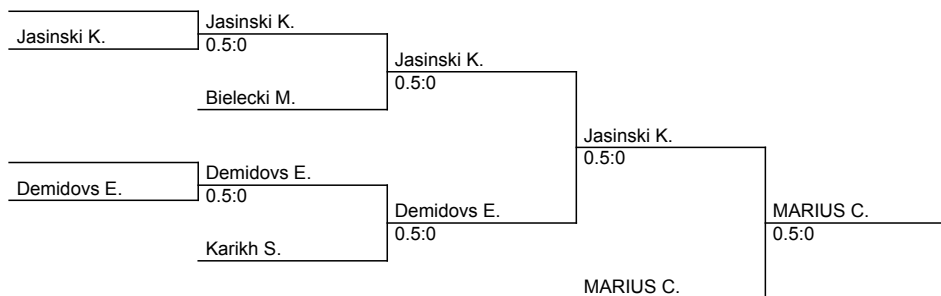 Jasinski K.
Jasinski K.
0.5:0
Bielecki M.
Jasinski K.
0.5:0
Demidovs E.
Demidovs E.
0.5:0
Karikh S.
Demidovs E.
0.5:0
Jasinski K.
0.5:0
MARIUS C.
MARIUS C.
0.5:0